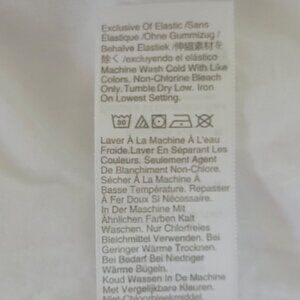 Exclusive Of Elastic /Sans
Élastique /Ohne Gummizug /
Behalve Elastiek /伸縮素材を
除く /excluyendo el elástico
Machine Wash Cold With Like
Colors. Non-Chlorine Bleach
Only. Tumble Dry Low. Iron
On Lowest Setting.
30
Laver À La Machine À L'eau
Froide.Laver En Séparant Les
Couleurs. Seulement Agent
De Blanchiment Non-Chlore.
Sécher À La Machine À
Basse Température. Repasser
À Fer Doux Si Nécessaire.
In Der Maschine Mit
Ähnlichen Farben Kalt
Waschen. Nur Chlorfreies
Bleichmittel Verwenden. Bei
Geringer Wärme Trocknen.
Bei Bedarf Bei Niedriger
Wärme Bügeln.
Koud Wassen In De Machine
Met Vergelijkbare Kleuren.
Niet-Chloorbleekmiddel